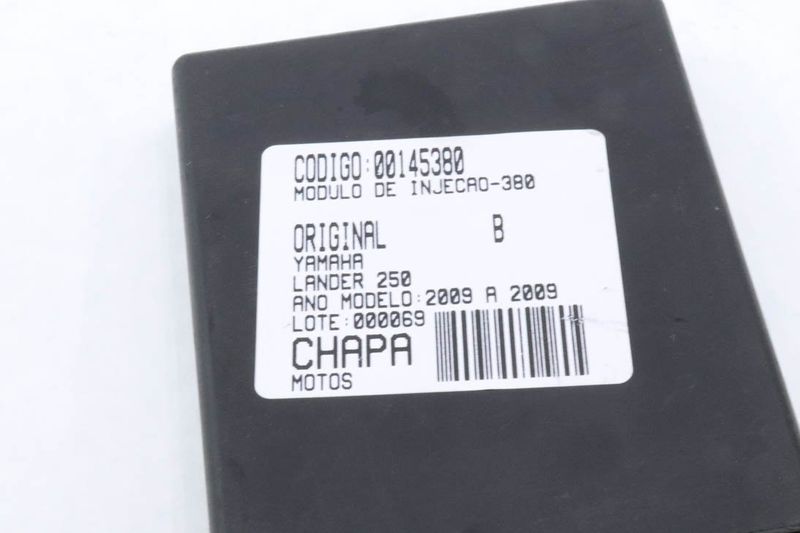 CODIGO:00145380
MODULO DE INJECAO-380
ORIGINAL B
YAMAHA
LANDER 250
ANO MODELO:2009 A 2009
LOTE:000069
CHAPA
MOTOS